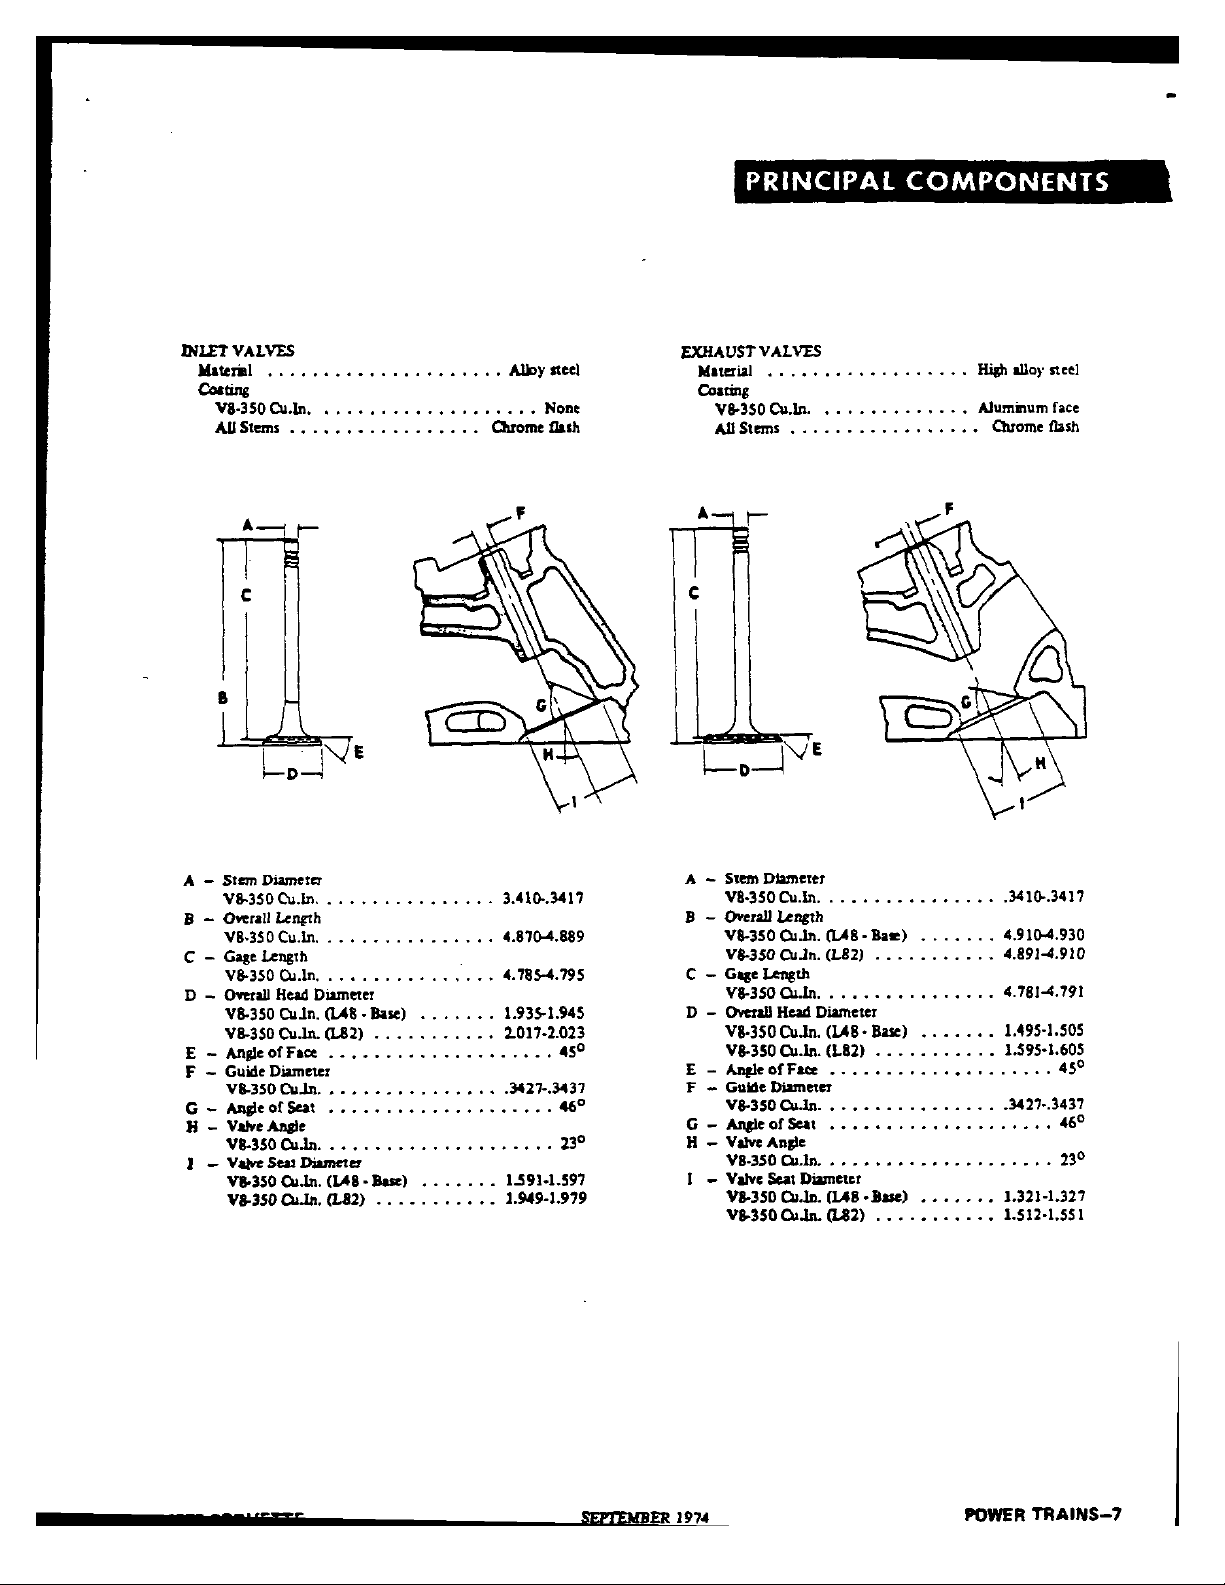 PRINCIPAL COMPONENTS
INLET VALVES
Material . . . . . . . . . . . . . . . . . . . . . Alloy steel
Coating
V8-350 Cu.In. . . . . . . . . . . . . . . . . . . . None
All Stems . . . . . . . . . . . . . . . . . Chrome flash
EXHAUST VALVES
Material . . . . . . . . . . . . . . . . . . High alloy steel
Coating
V8-350 Cu.In. . . . . . . . . . . . . . Aluminum face
All Stems . . . . . . . . . . . . . . . . . Chrome flash
A
F
C
B
G
E
H
D
I
A
F
C
G
E
H
D
I
A – Stem Diameter
V8-350 Cu.In. . . . . . . . . . . . . . . . 3.410-.3417
B – Overall Length
V8-350 Cu.In. . . . . . . . . . . . . . . . 4.870-4.889
C – Gage Length
V8-350 Cu.In. . . . . . . . . . . . . . . . 4.785-4.795
D – Overall Head Diameter
V8-350 Cu.In. (L48 - Base) . . . . . . . 1.935-1.945
V8-350 Cu.In. (L82) . . . . . . . . . . . 2.017-2.023
E – Angle of Face . . . . . . . . . . . . . . . . . . . . 45°
F – Guide Diameter
V8-350 Cu.In. . . . . . . . . . . . . . . . .3427-.3437
G – Angle of Seat . . . . . . . . . . . . . . . . . . . . 46°
H – Valve Angle
V8-350 Cu.In. . . . . . . . . . . . . . . . . . . . . 23°
I – Valve Seat Diameter
V8-350 Cu.In. (L48 - Base) . . . . . . . 1.591-1.597
V8-350 Cu.In. (L82) . . . . . . . . . . . 1.949-1.979
A – Stem Diameter
V8-350 Cu.In. . . . . . . . . . . . . . . . .3410-.3417
B – Overall Length
V8-350 Cu.In. (L48 - Base) . . . . . . . 4.910-4.930
V8-350 Cu.In. (L82) . . . . . . . . . . . 4.891-4.910
C – Gage Length
V8-350 Cu.In. . . . . . . . . . . . . . . . 4.781-4.791
D – Overall Head Diameter
V8-350 Cu.In. (L48 - Base) . . . . . . . 1.495-1.505
V8-350 Cu.In. (L82) . . . . . . . . . . . 1.595-1.605
E – Angle of Face . . . . . . . . . . . . . . . . . . . . 45°
F – Guide Diameter
V8-350 Cu.In. . . . . . . . . . . . . . . . .3427-.3437
G – Angle of Seat . . . . . . . . . . . . . . . . . . . . 46°
H – Valve Angle
V8-350 Cu.In. . . . . . . . . . . . . . . . . . . . . 23°
I – Valve Seat Diameter
V8-350 Cu.In. (L48 - Base) . . . . . . . 1.321-1.327
V8-350 Cu.In. (L82) . . . . . . . . . . . 1.512-1.551
SEPTEMBER 1974
POWER TRAINS–7